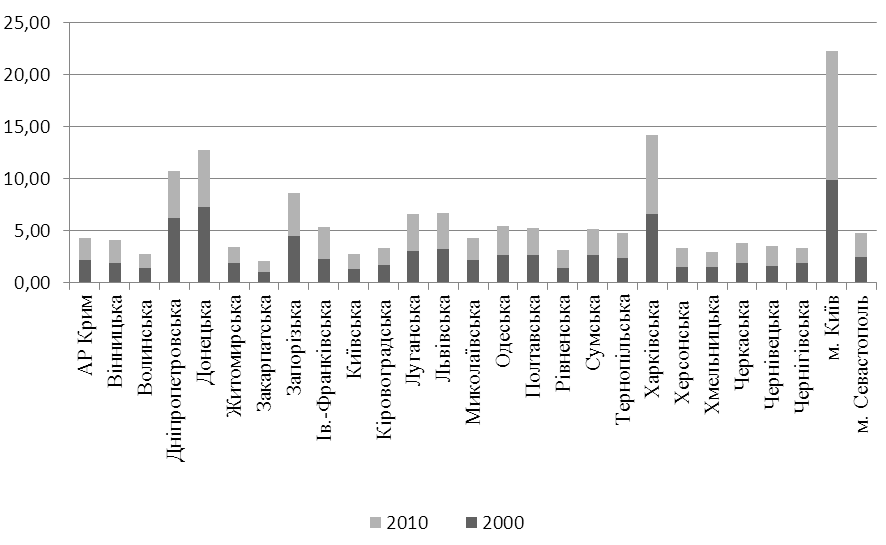 25,00
20,00
15,00
10,00
5,00
0,00
АР Крим
Вінницька
Волинська
Дніпропетровська
Донецька
Житомирська
Закарпатська
Запорізька
Ів.-Франківська
Київська
Кіровоградська
Луганська
Львівська
Миколаївська
Одеська
Полтавська
Рівненська
Сумська
Тернопільська
Харківська
Херсонська
Хмельницька
Черкаська
Чернівецька
Чернігівська
м. Київ
м. Севастополь
2010 2000